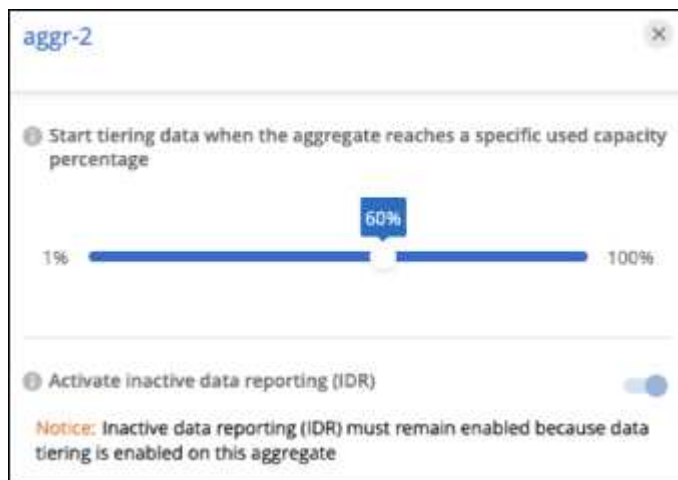 aggr-2
Start tiering data when the aggregate reaches a specific used capacity
percentage
60%
1%
100%
Activate inactive data reporting (IDR)
Notice: Inactive data reporting (IDR) must remain enabled because data
tiering is enabled on this aggregate